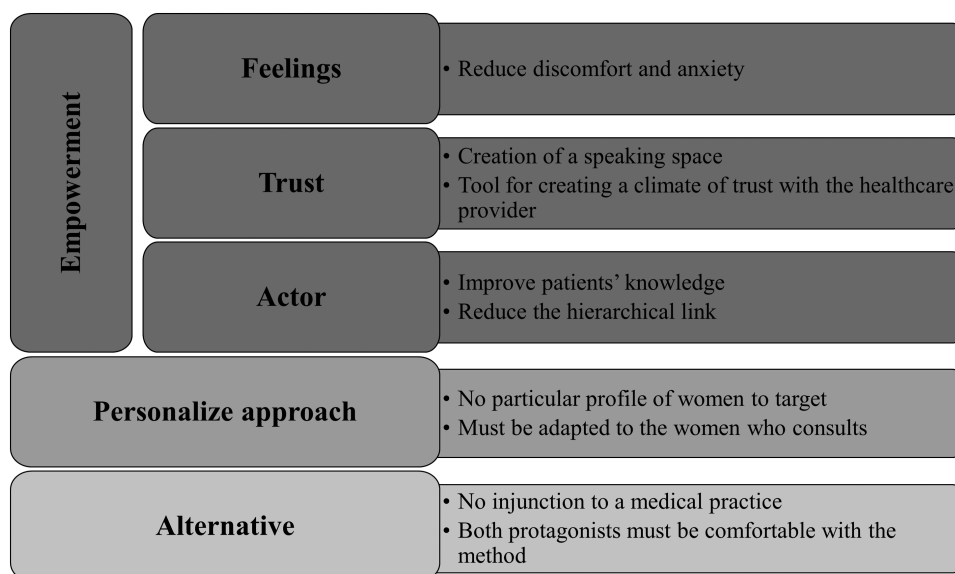 Empowerment
Feelings
• Reduce discomfort and anxiety
Trust
• Creation of a speaking space
• Tool for creating a climate of trust with the healthcare
provider
Actor
• Improve patients’ knowledge
• Reduce the hierarchical link
Personalize approach
• No particular profile of women to target
• Must be adapted to the women who consults
Alternative
• No injunction to a medical practice
• Both protagonists must be comfortable with the
method